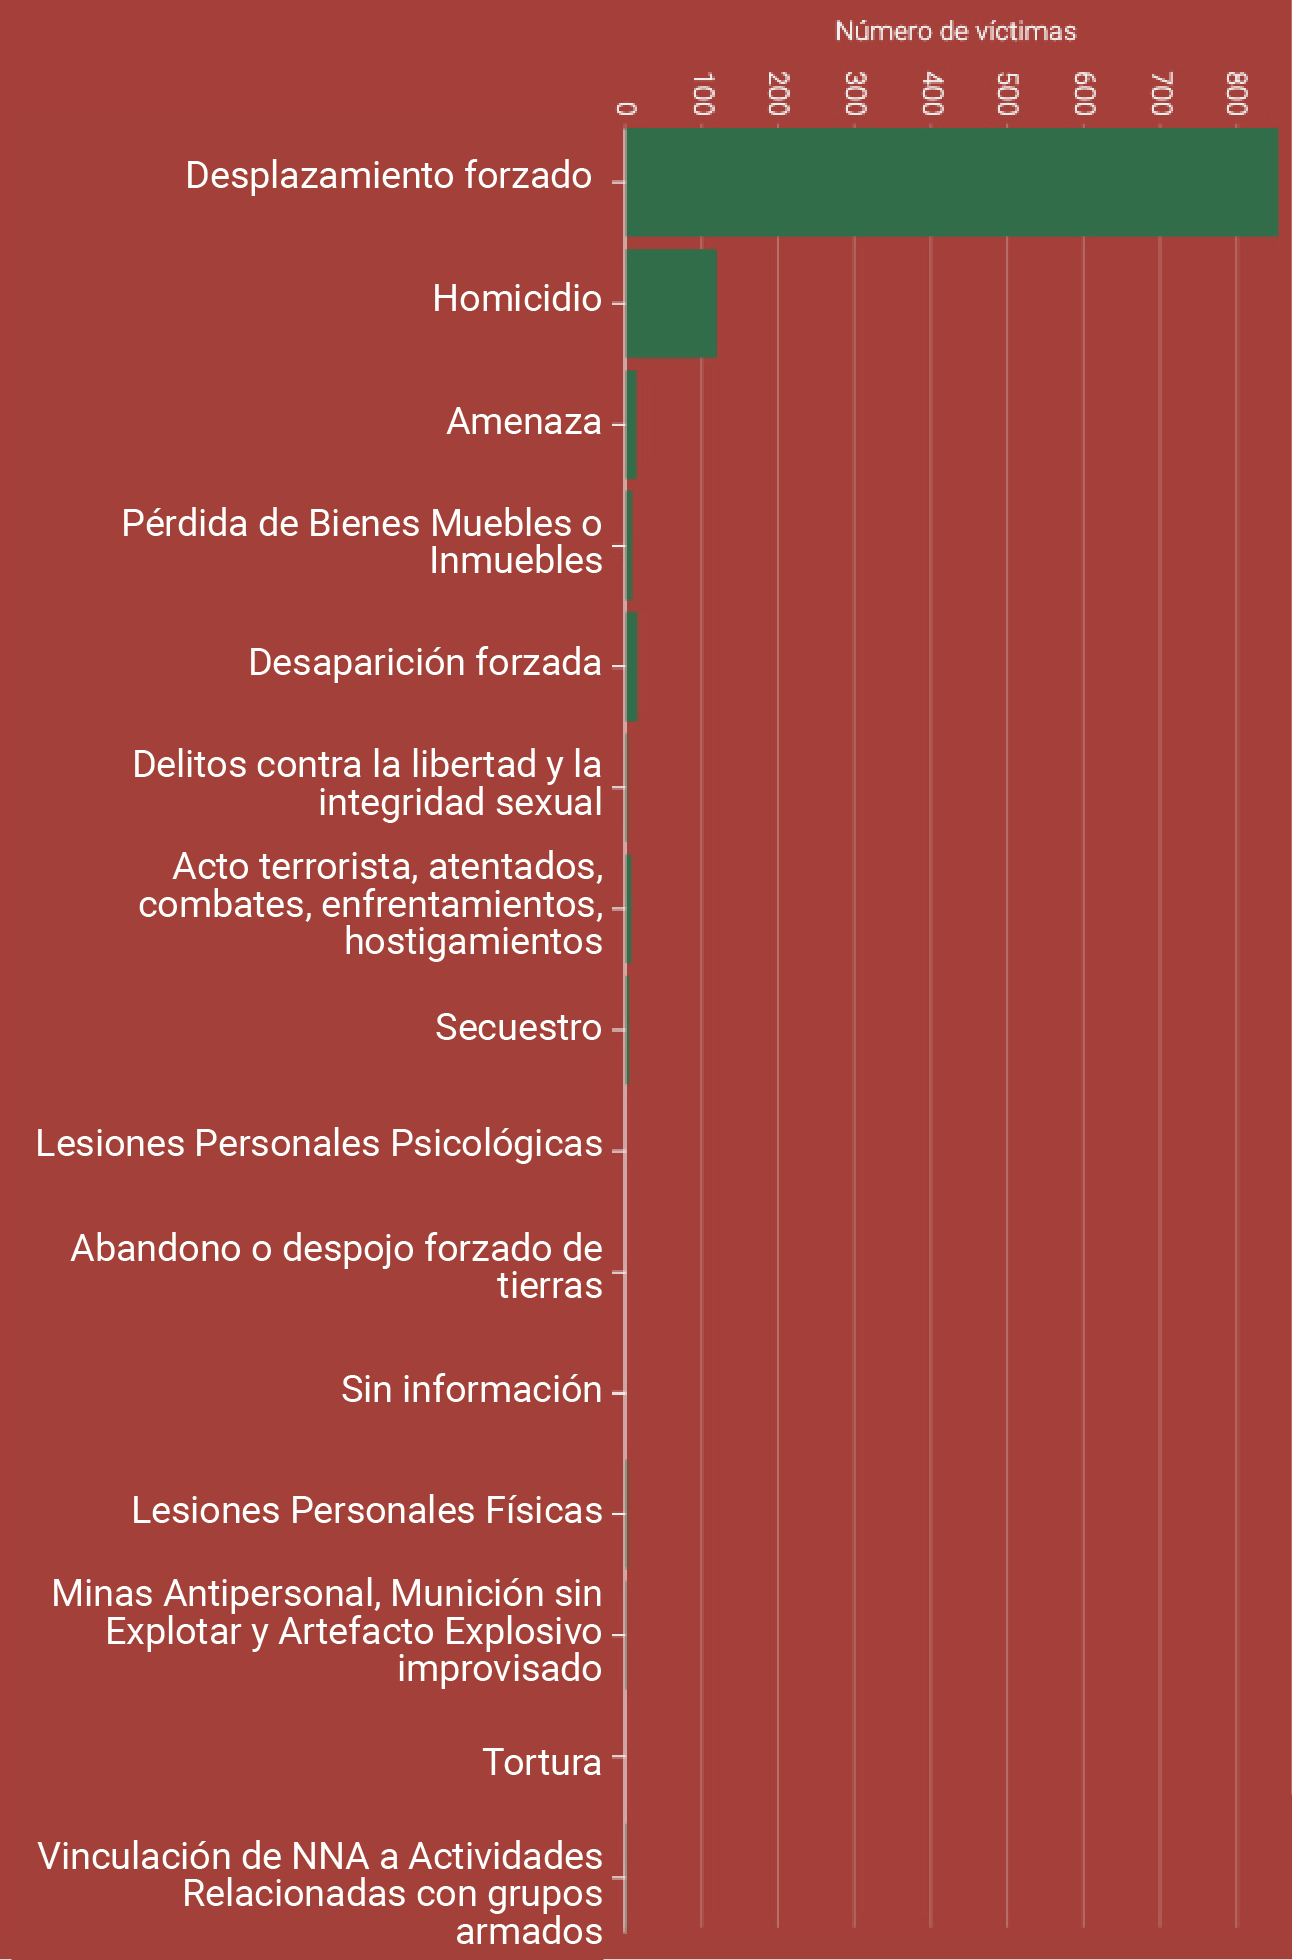 Número de víctimas
0
100
200
300
400
500
600
700
800
Desplazamiento forzado
Homicidio
Amenaza
Pérdida de Bienes Muebles o
Inmuebles
Desaparición forzada
Delitos contra la libertad y la
integridad sexual
Acto terrorista, atentados,
combates, enfrentamientos,
hostigamientos
Secuestro
Lesiones Personales Psicológicas
Abandono o despojo forzado de
tierras
Sin información
Lesiones Personales Físicas
Minas Antipersonal, Munición sin
Explotar y Artefacto Explosivo
improvisado
Tortura
Vinculación de NNA a Actividades
Relacionadas con grupos
armados